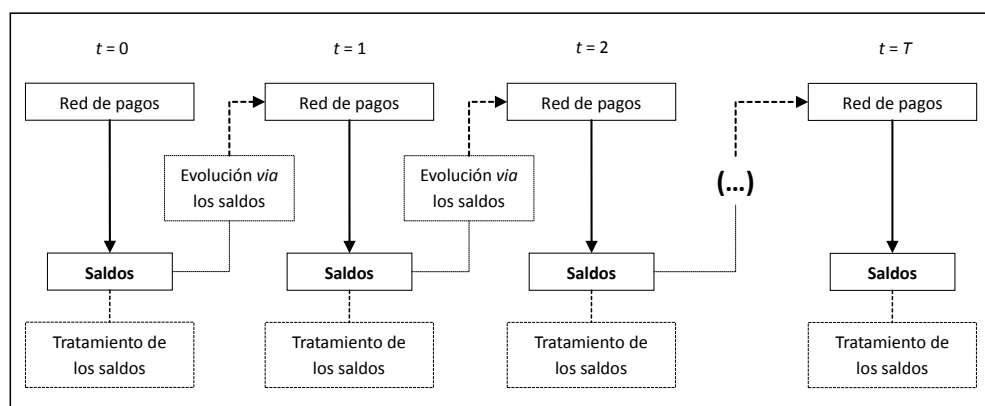 t = 0
t = 1
t = 2
t = T
Red de pagos
Red de pagos
Red de pagos
Red de pagos
Evolución via
los saldos
Evolución via
los saldos
(...)
Saldos
Saldos
Saldos
Saldos
Tratamiento de
los saldos
Tratamiento de
los saldos
Tratamiento de
los saldos
Tratamiento de
los saldos